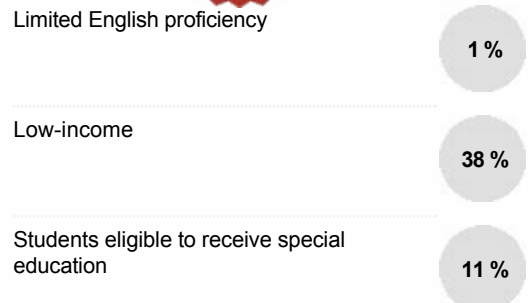 Limited English proficiency
1 %
Low-income
38 %
Students eligible to receive special
education
11 %